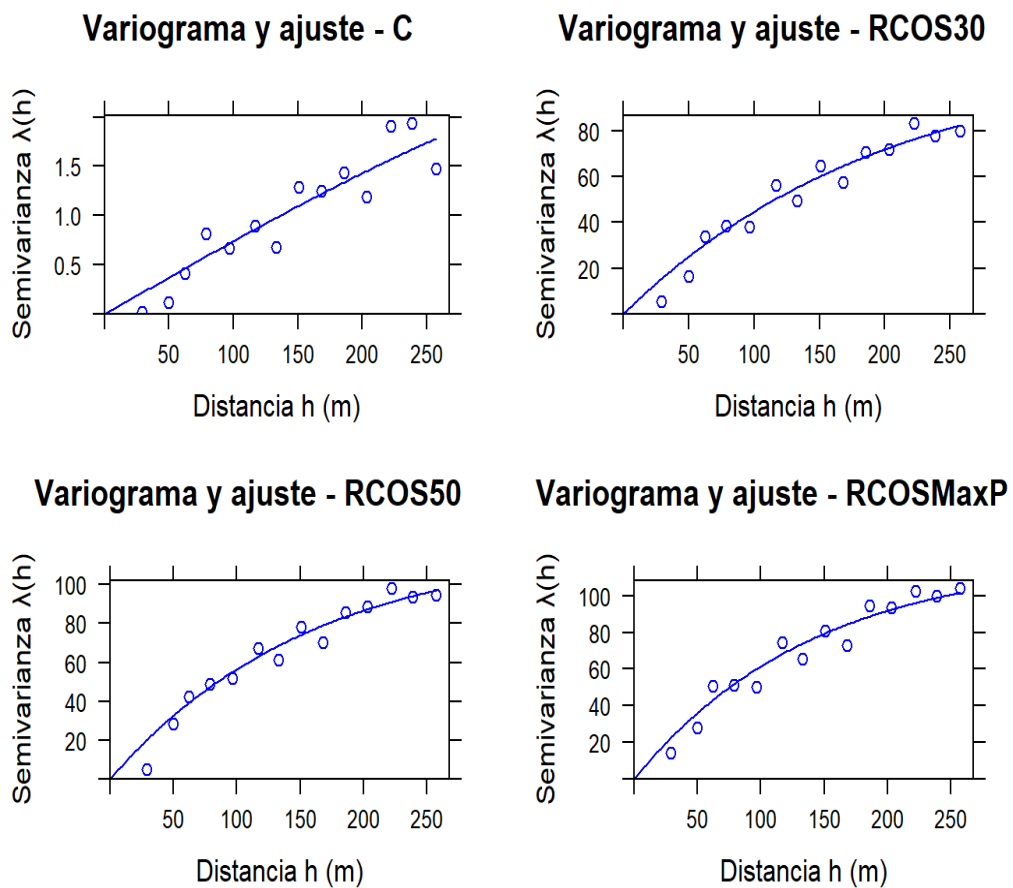 Variograma y ajuste - C
Semivarianza λ(h)
1.5
1.0
0.5
50 100 150 200 250
Distancia h (m)
Variograma y ajuste - RCOS30
Semivarianza λ(h)
80
60
40
20
50 100 150 200 250
Distancia h (m)
Variograma y ajuste - RCOS50
Semivarianza λ(h)
100
80
60
40
20
50 100 150 200 250
Distancia h (m)
Variograma y ajuste - RCOSMaxP
Semivarianza λ(h)
100
80
60
40
20
50 100 150 200 250
Distancia h (m)